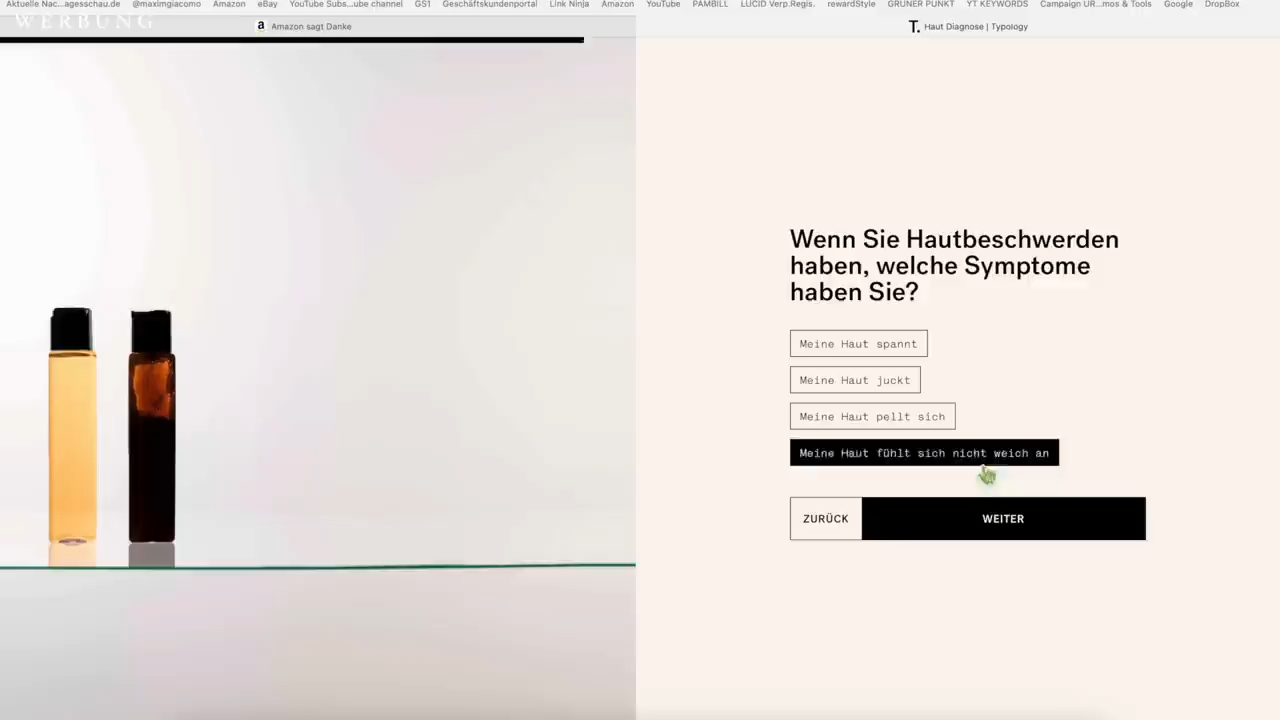 Aktuelle Nac...agesschau.de @maximgiacomo Amazon eBay YouTube Subs...ube channel GS1 Geschäftskundenportal Link Ninja Amazon YouTube PAMBILL LUCID Verp.Regis. rewardStyle GRÜNER PUNKT YT KEYWORDS Campaign UR...mos & Tools Google DropBox
WERBUNG
a Amazon sagt Danke
T. Haut Diagnose | Typology
Wenn Sie Hautbeschwerden
haben, welche Symptome
haben Sie?
Meine Haut spannt
Meine Haut juckt
Meine Haut pellt sich
Meine Haut fühlt sich nicht weich an
ZURÜCK
WEITER